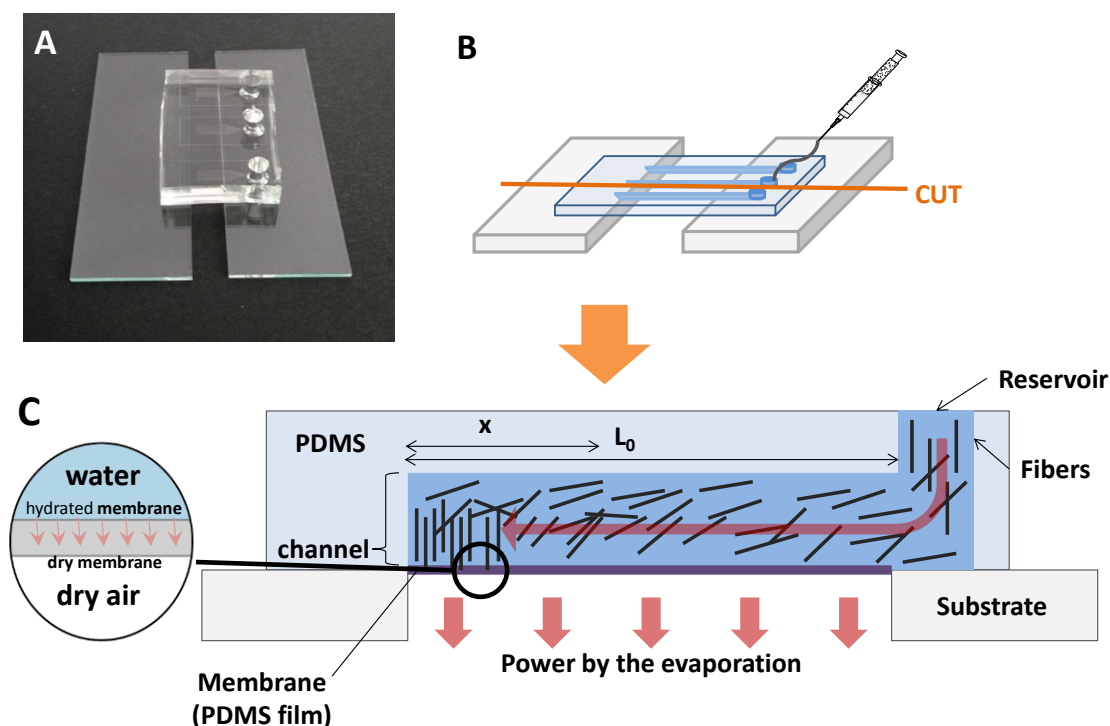 A
B
CUT
C
Reservoir
PDMS
x
L₀
Fibers
water
hydrated membrane
channel
dry membrane
dry air
Substrate
Power by the evaporation
Membrane
(PDMS film)